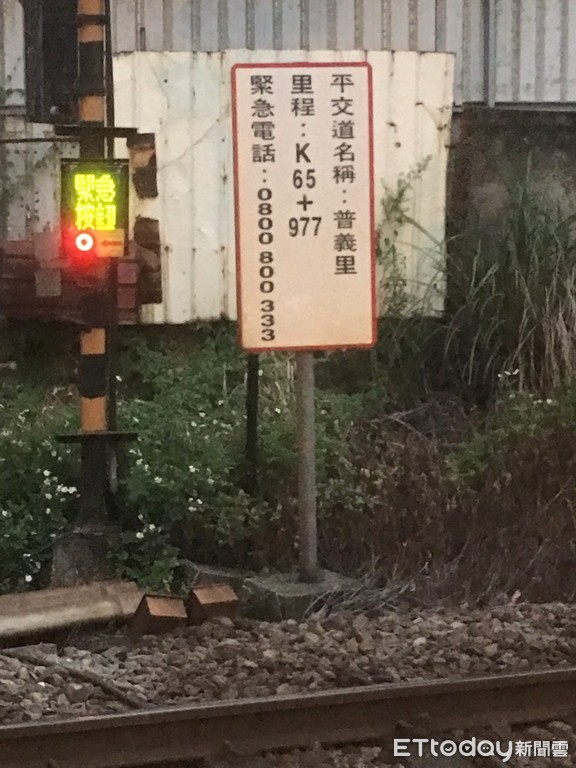 平交道名稱：普義里
里程：K65+977
緊急電話：0800 800 333
緊急
按鈕
ETtoday新聞雲